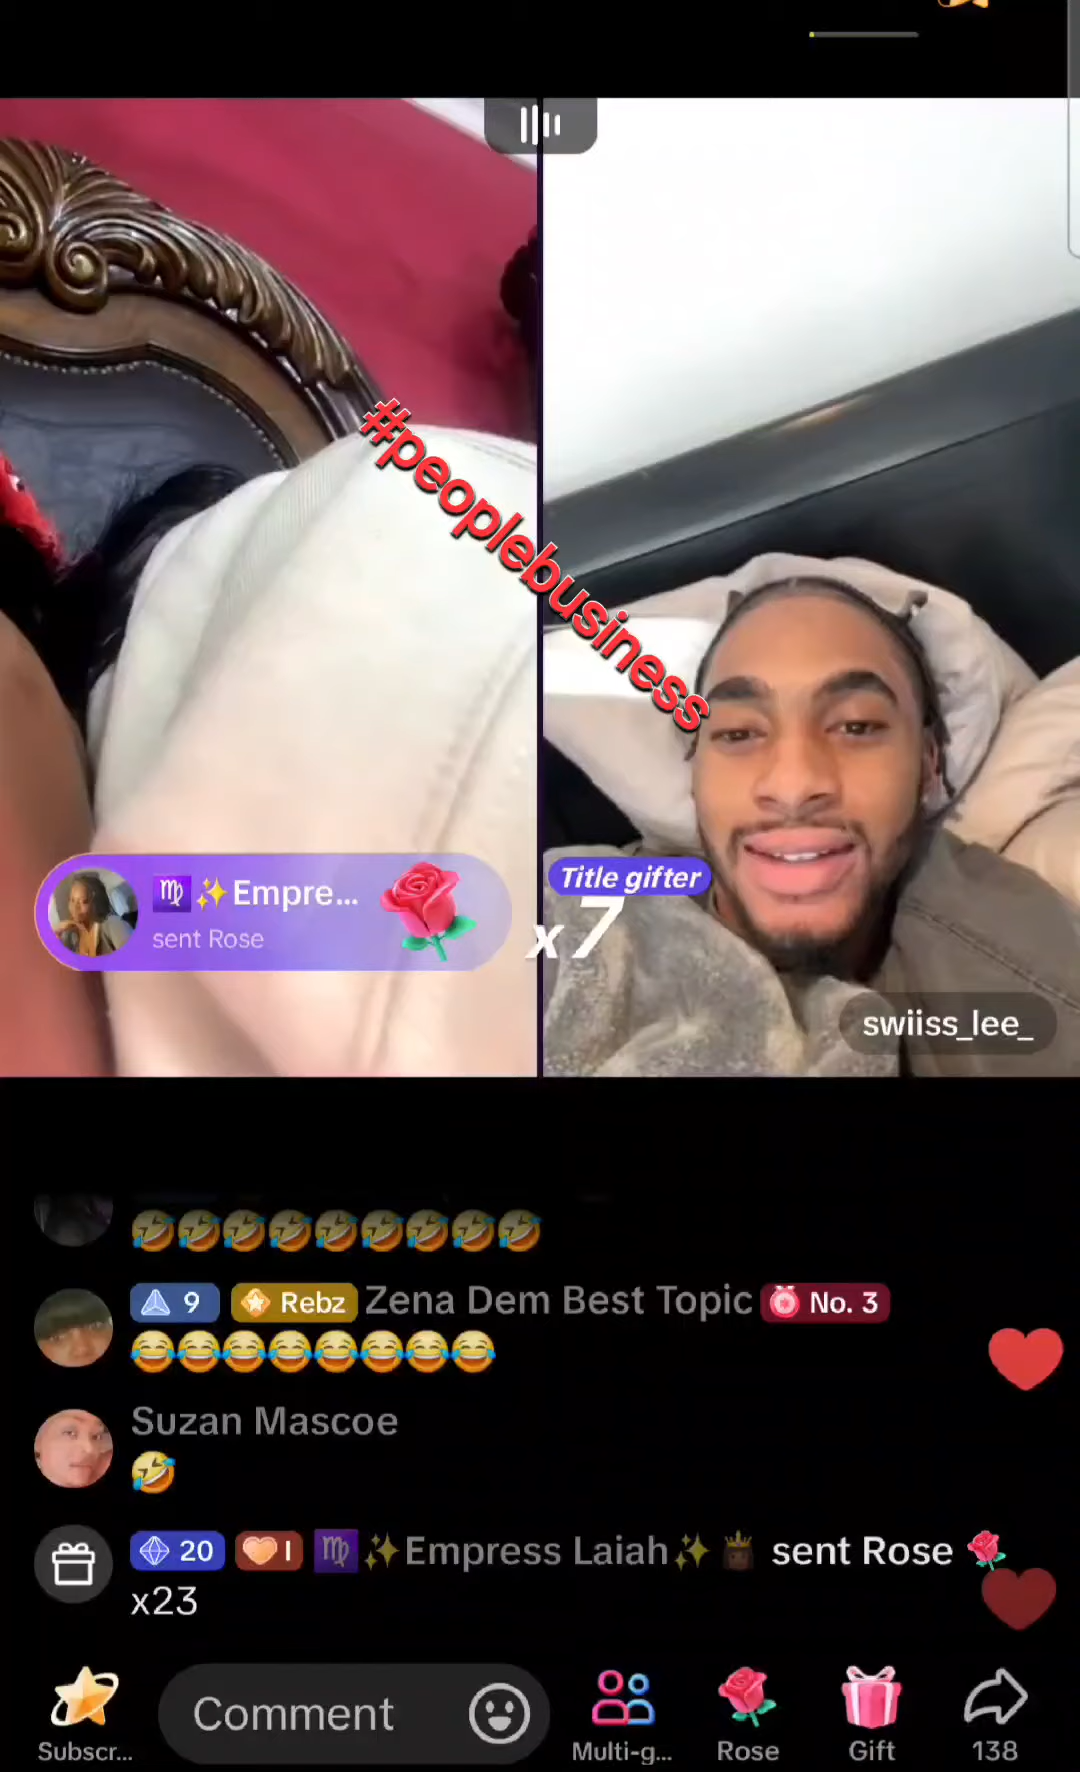 #peoplebusiness
Title gifter
♍✨Empre...
sent Rose
x7
swiiss_lee_
🤣🤣🤣🤣🤣🤣🤣🤣🤣
9 Rebz Zena Dem Best Topic No. 3
😂😂😂😂😂😂😂😂
Suzan Mascoe
🤣
20 I ♍✨Empress Laiah✨👸🏿 sent Rose 🌹
x23
Comment
Subscr...
Multi-g...
Rose
Gift
138